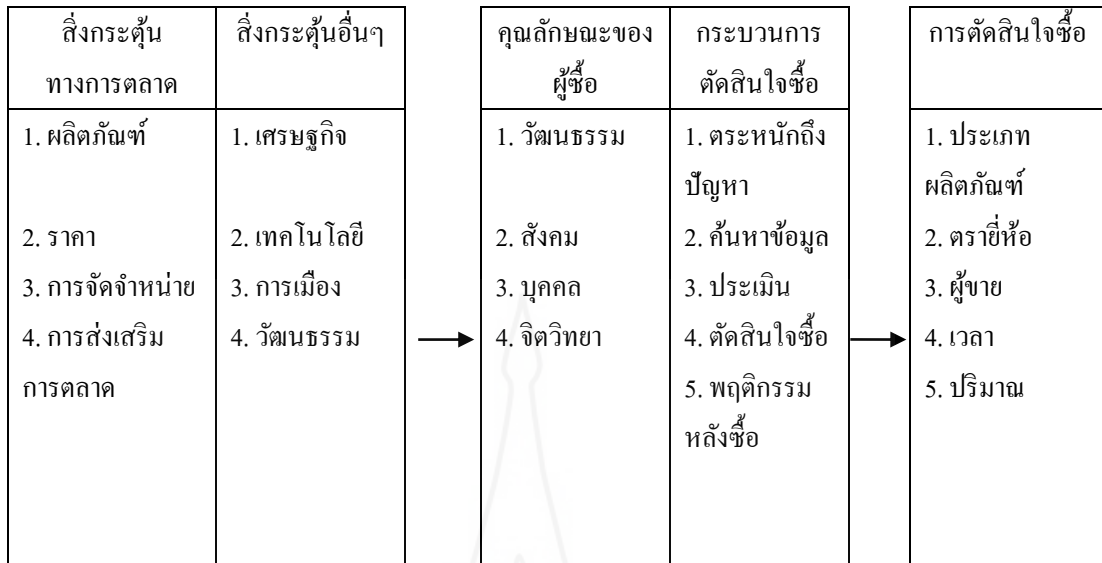 สิ่งกระตุ้น
ทางการตลาด
สิ่งกระตุ้นอื่นๆ
คุณลักษณะของ
ผู้ซื้อ
กระบวนการ
ตัดสินใจซื้อ
การตัดสินใจซื้อ
1. ผลิตภัณฑ์
2. ราคา
3. การจัดจำหน่าย
4. การส่งเสริม
การตลาด
1. เศรษฐกิจ
2. เทคโนโลยี
3. การเมือง
4. วัฒนธรรม
1. วัฒนธรรม
2. สังคม
3. บุคคล
4. จิตวิทยา
1. ตระหนักถึง
ปัญหา
2. ค้นหาข้อมูล
3. ประเมิน
4. ตัดสินใจซื้อ
5. พฤติกรรม
หลังซื้อ
1. ประเภท
ผลิตภัณฑ์
2. ตรายี่ห้อ
3. ผู้ขาย
4. เวลา
5. ปริมาณ